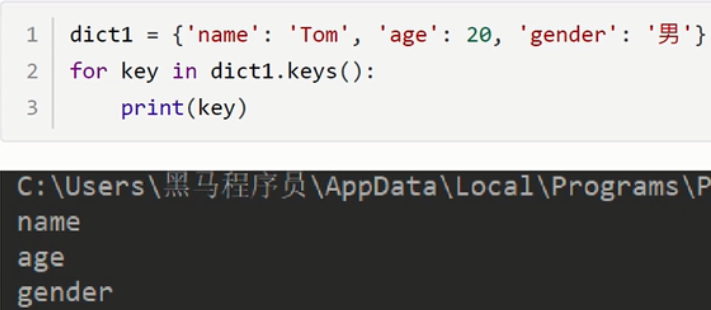 1 dict1 = {'name': 'Tom', 'age': 20, 'gender': '男'}
2 for key in dict1.keys():
3     print(key)
C:\Users\黑马程序员\AppData\Local\Programs\P
name
age
gender